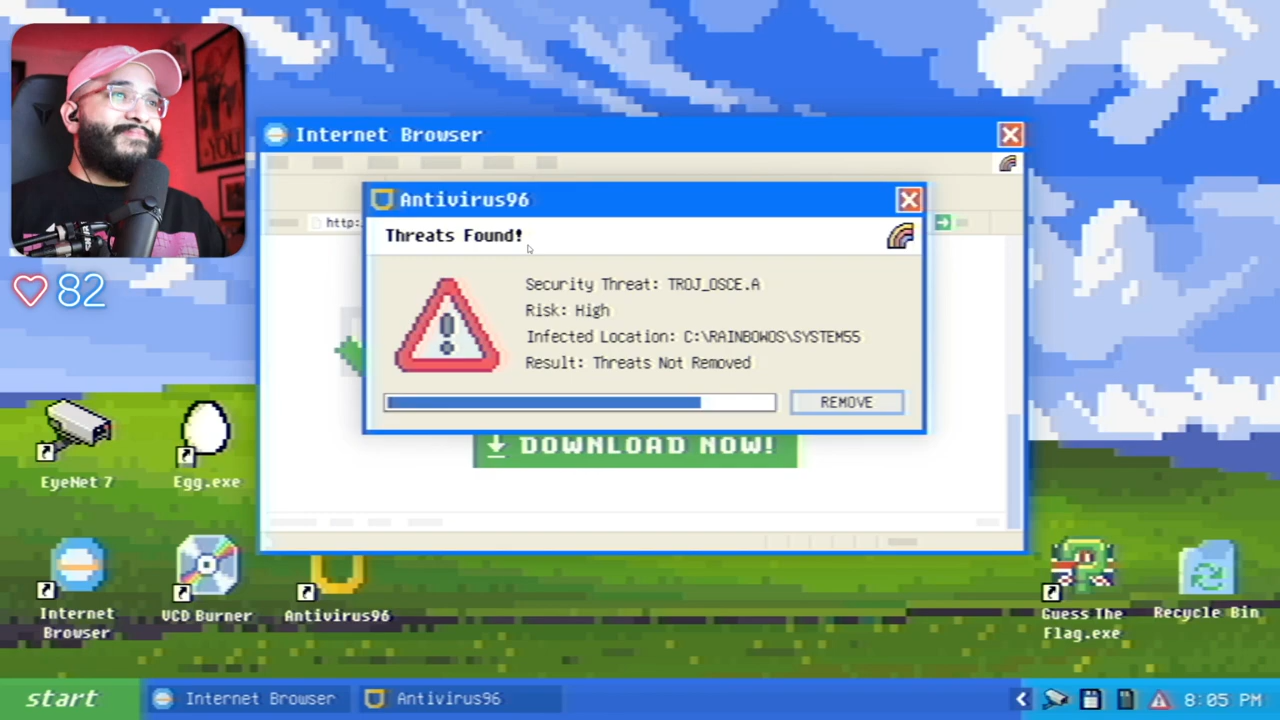 Internet Browser
Antivirus96
http:
Threats Found!
Security Threat: TROJ_OSCE.A
Risk: High
Infected Location: C:\RAINBOWOS\SYSTEM55
Result: Threats Not Removed
REMOVE
DOWNLOAD NOW!
82
YOU
EyeNet 7
Egg.exe
Internet
Browser
VCD Burner
Antivirus96
Guess The
Flag.exe
Recycle Bin
start
Internet Browser
Antivirus96
8:05 PM